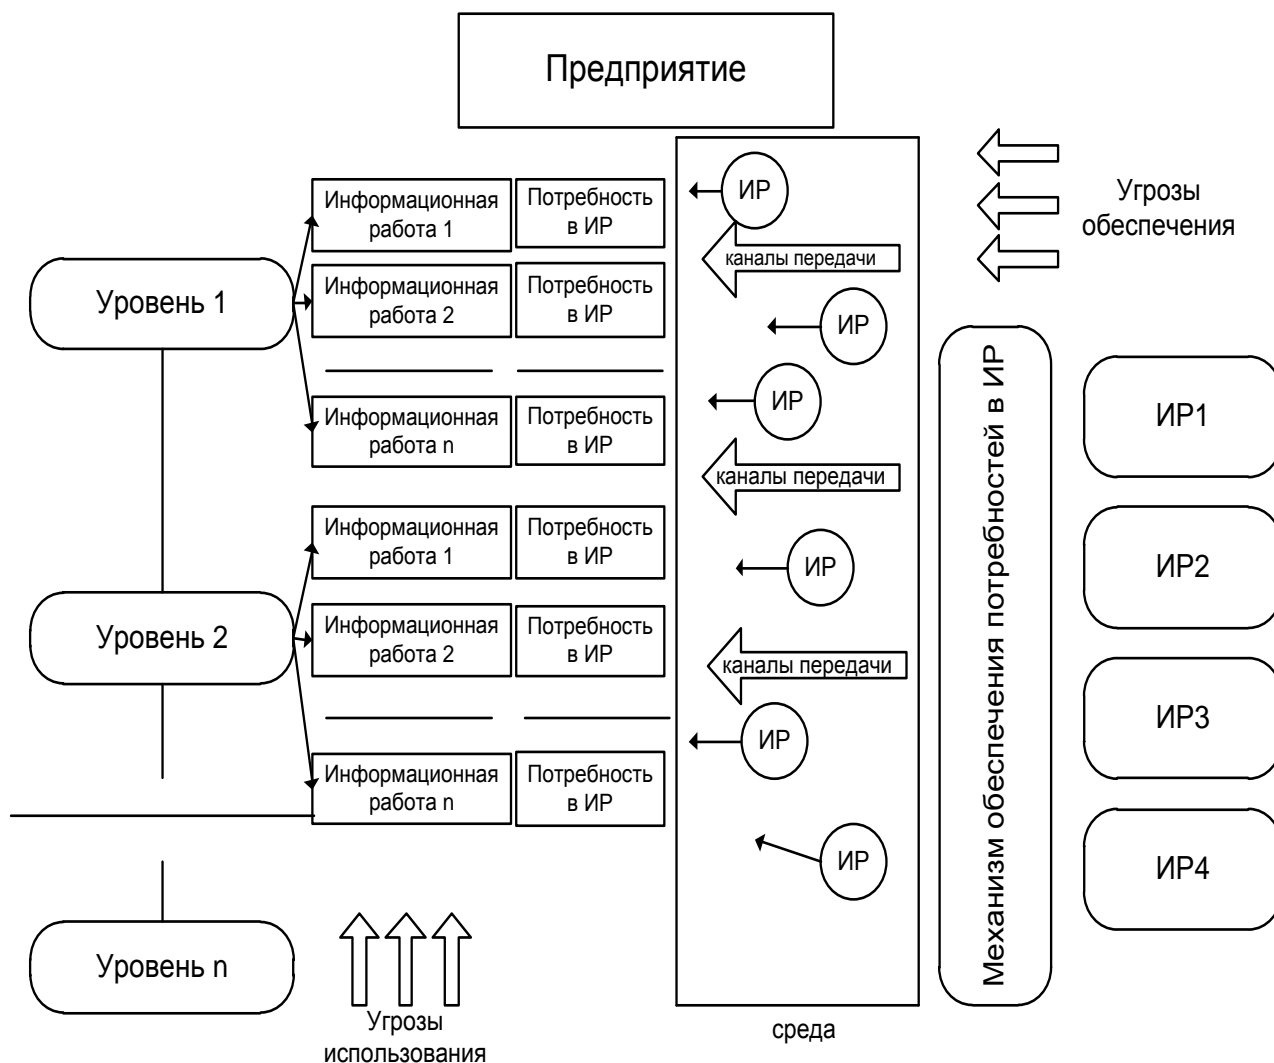 Предприятие
Информационная
работа 1
Потребность
в ИР
ИР
Угрозы
обеспечения
каналы передачи
Уровень 1
Информационная
работа 2
Потребность
в ИР
ИР
ИР
Информационная
работа n
Потребность
в ИР
каналы передачи
Механизм обеспечения потребностей в ИР
ИР1
Информационная
работа 1
Потребность
в ИР
ИР
ИР2
Уровень 2
Информационная
работа 2
Потребность
в ИР
каналы передачи
ИР
ИР3
Информационная
работа n
Потребность
в ИР
ИР
ИР4
Уровень n
Угрозы
использования
среда